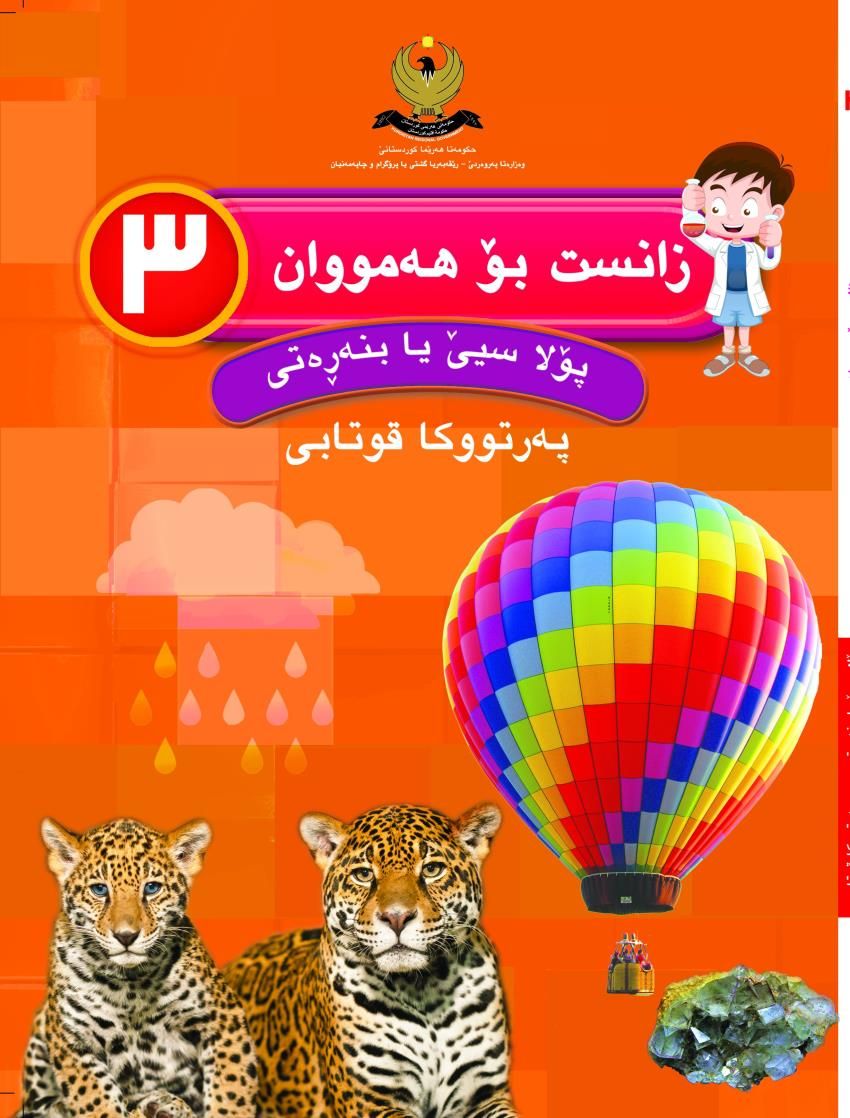 حکومەتا هەرێما کوردستانێ
وەزارەتا پەروەردێ - رێڤەبەریا گشتی یا پرۆگرام و چاپەمەنیان
زانست بۆ هەمووان
٣
پۆلا سیێ یا بنەڕەتی
پەرتووکا قوتابی